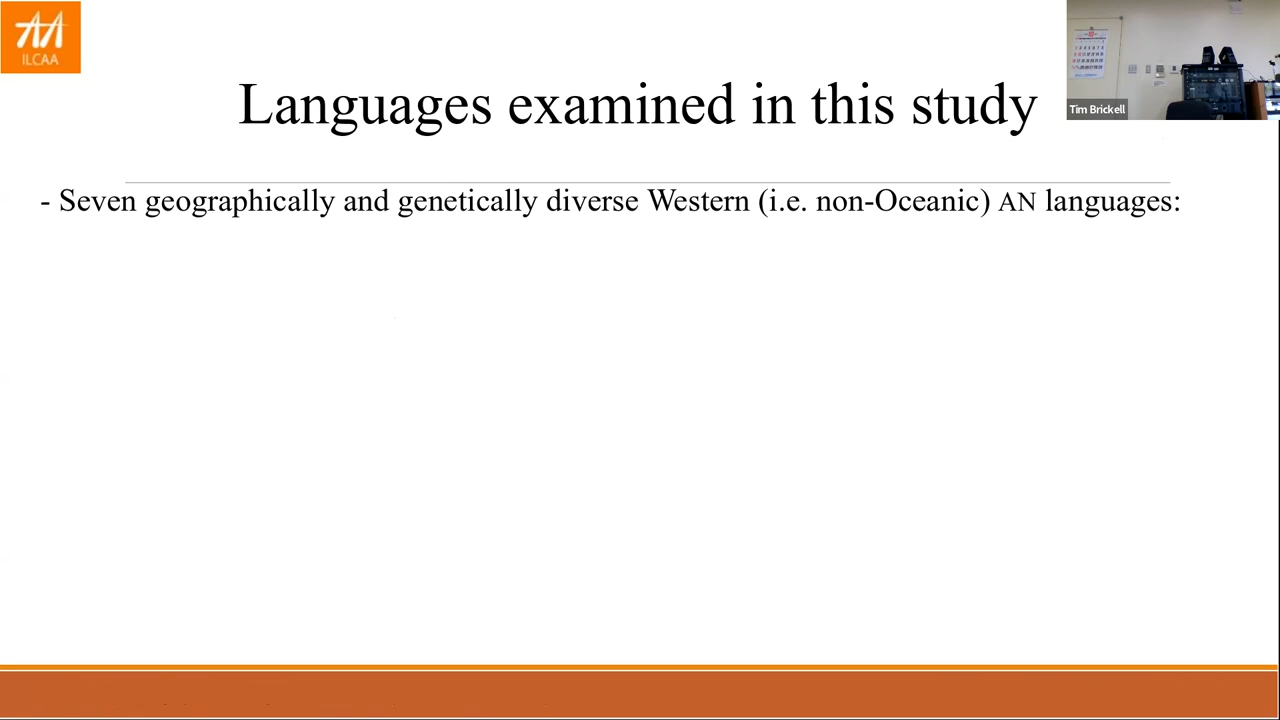 ILCAA
Languages examined in this study
Tim Brickell
- Seven geographically and genetically diverse Western (i.e. non-Oceanic) AN languages: